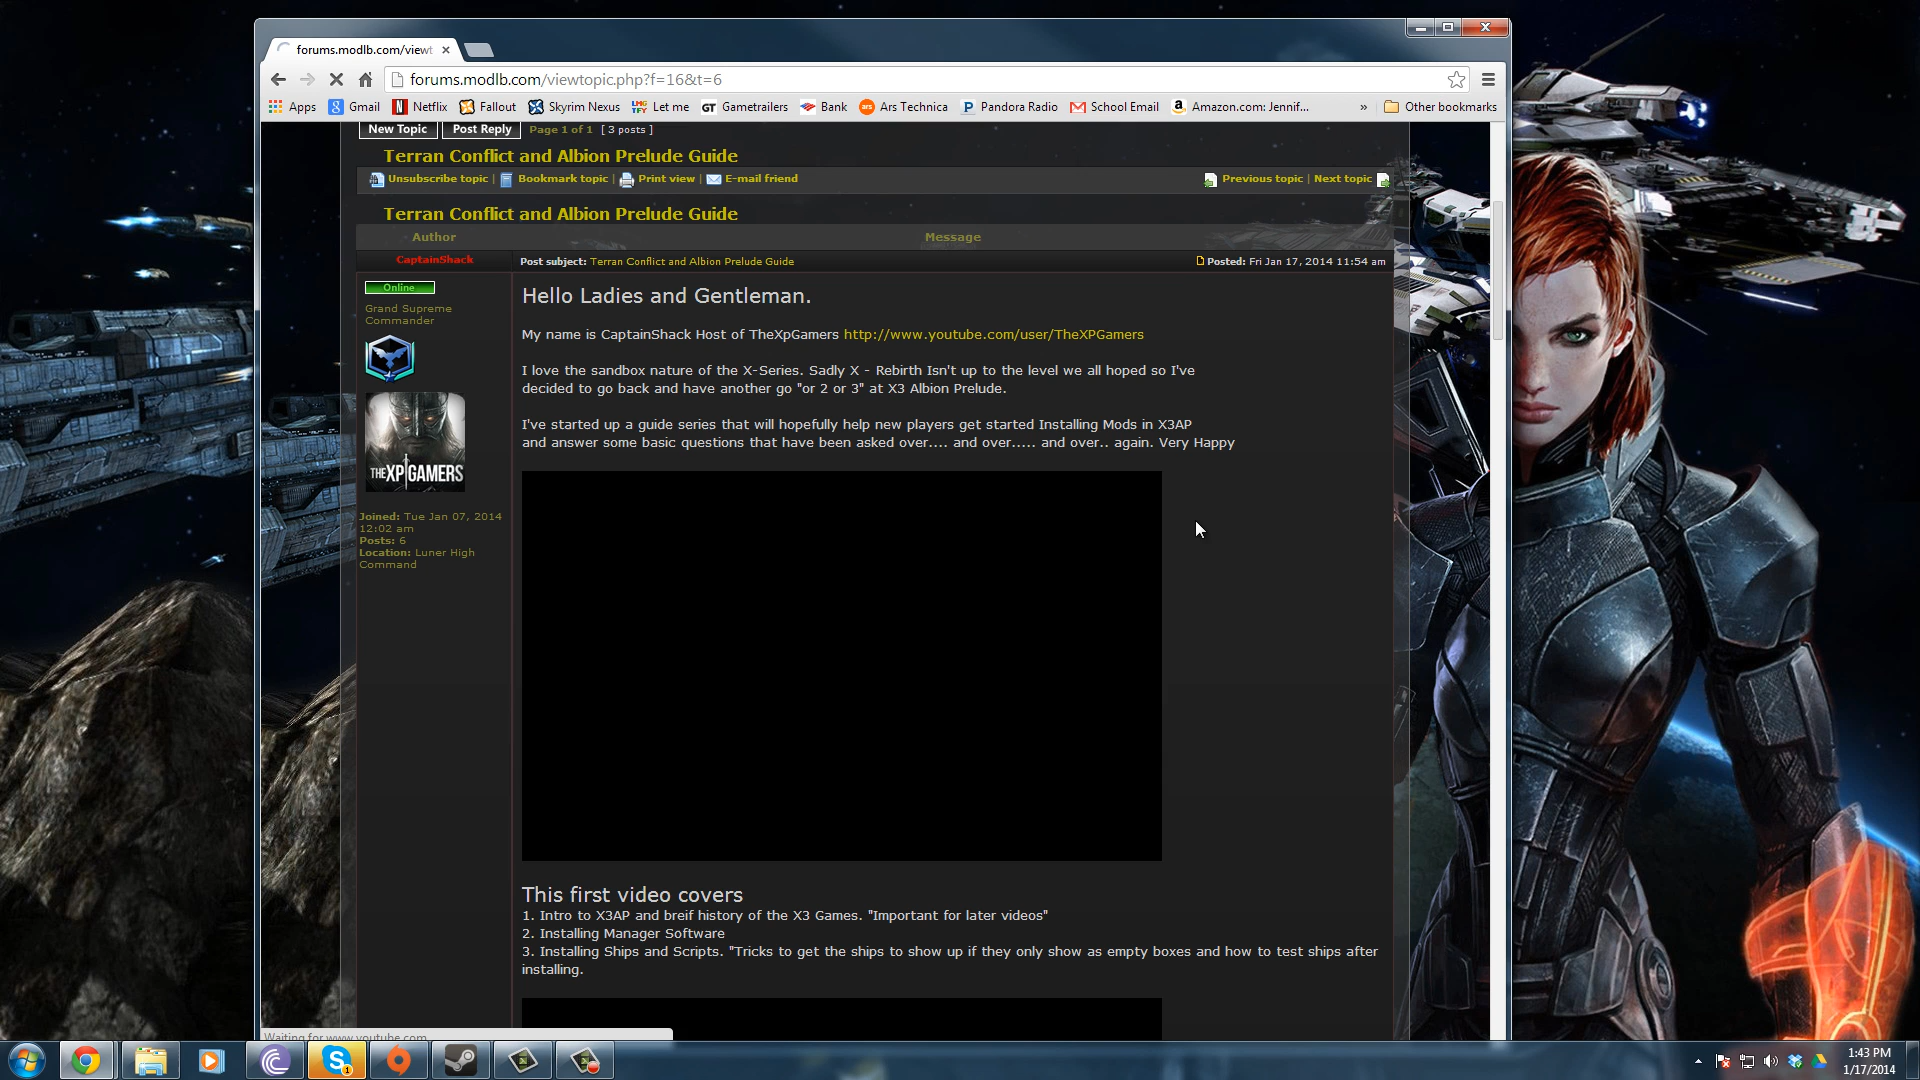 forums.modlb.com/viewt
forums.modlb.com/viewtopic.php?f=16&t=6
Apps Gmail Netflix Fallout Skyrim Nexus Let me GT Gametrailers Bank ars Ars Technica P Pandora Radio School Email a Amazon.com: Jennif... » Other bookmarks
New Topic Post Reply Page 1 of 1 [ 3 posts ]
Terran Conflict and Albion Prelude Guide
Unsubscribe topic | Bookmark topic | Print view | E-mail friend Previous topic | Next topic
Terran Conflict and Albion Prelude Guide
Author Message
CaptainShack Post subject: Terran Conflict and Albion Prelude Guide Posted: Fri Jan 17, 2014 11:54 am
Online
Grand Supreme
Commander
THEXPGAMERS
Joined: Tue Jan 07, 2014
12:02 am
Posts: 6
Location: Luner High
Command
Hello Ladies and Gentleman.
My name is CaptainShack Host of TheXpGamers http://www.youtube.com/user/TheXPGamers
I love the sandbox nature of the X-Series. Sadly X - Rebirth Isn't up to the level we all hoped so I've
decided to go back and have another go "or 2 or 3" at X3 Albion Prelude.
I've started up a guide series that will hopefully help new players get started Installing Mods in X3AP
and answer some basic questions that have been asked over.... and over..... and over.. again. Very Happy
This first video covers
1. Intro to X3AP and breif history of the X3 Games. "Important for later videos"
2. Installing Manager Software
3. Installing Ships and Scripts. "Tricks to get the ships to show up if they only show as empty boxes and how to test ships after
installing.
Waiting for www.youtube.com
1:43 PM
1/17/2014